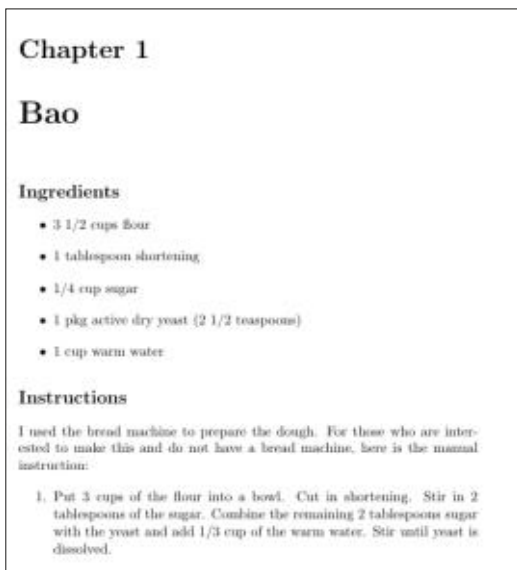 Chapter 1
Bao
Ingredients
• 3 1/2 cups flour
• 1 tablespoon shortening
• 1/4 cup sugar
• 1 pkg active dry yeast (2 1/2 teaspoons)
• 1 cup warm water
Instructions
I used the bread machine to prepare the dough. For those who are inter-
ested to make this and do not have a bread machine, here is the manual
instruction:
1. Put 3 cups of the flour into a bowl. Cut in shortening. Stir in 2
tablespoons of the sugar. Combine the remaining 2 tablespoons sugar
with the yeast and add 1/3 cup of the warm water. Stir until yeast is
dissolved.